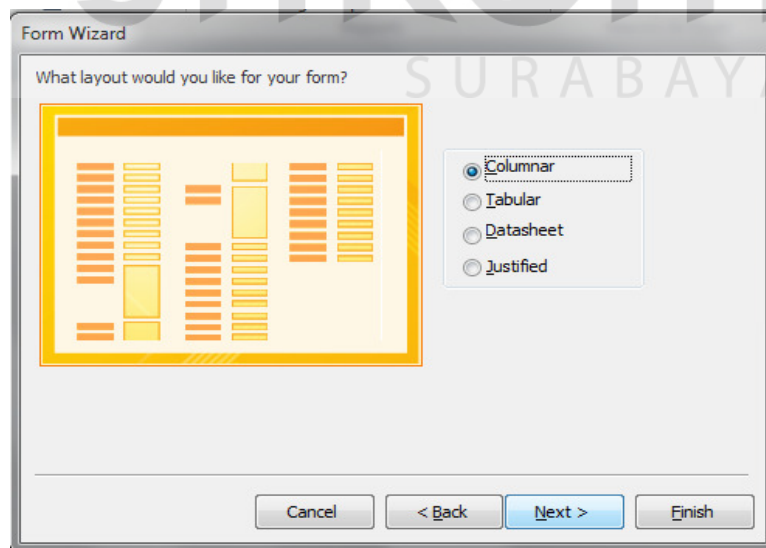 Form Wizard
What layout would you like for your form?
SURABAYA
Columnar
Tabular
Datasheet
Justified
Cancel
< Back
Next >
Finish